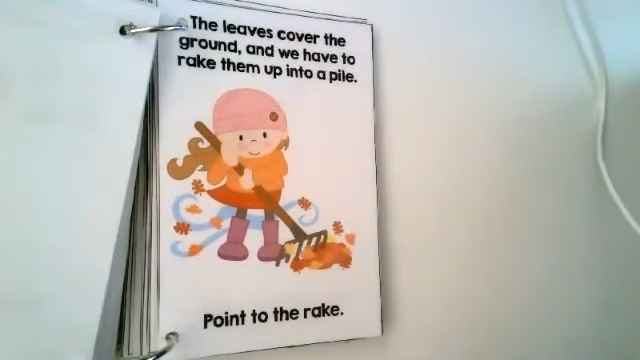 The leaves cover the
ground, and we have to
rake them up into a pile.
Point to the rake.